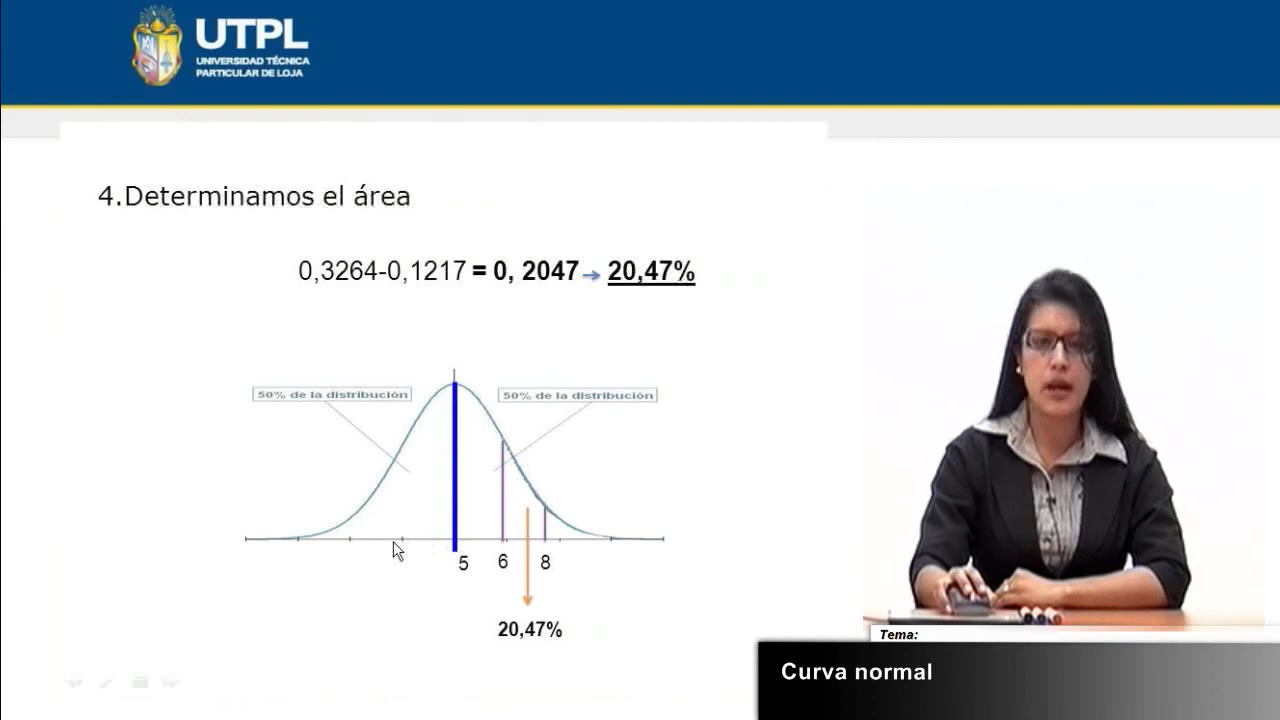 UTPL
UNIVERSIDAD TÉCNICA
PARTICULAR DE LOJA
4.Determinamos el área
0,3264-0,1217 = 0, 2047 → 20,47%
50% de la distribución
50% de la distribución
5
6
8
20,47%
Tema:
Curva normal